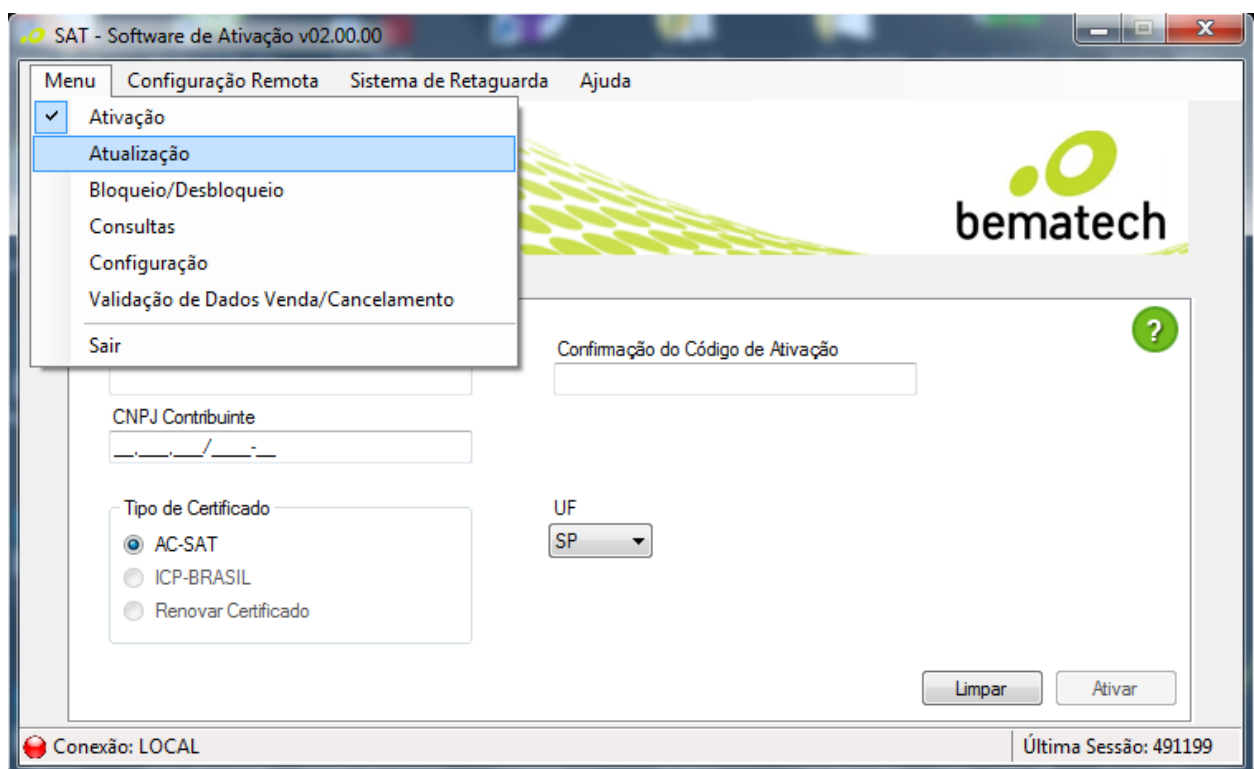 SAT - Software de Ativação v02.00.00
Menu Configuração Remota Sistema de Retaguarda Ajuda
Ativação
Atualização
Bloqueio/Desbloqueio
Consultas
Configuração
Validação de Dados Venda/Cancelamento
Sair
bematech
?
Confirmação do Código de Ativação
CNPJ Contribuinte
__.___.___/____-__
Tipo de Certificado
UF
AC-SAT
SP
ICP-BRASIL
Renovar Certificado
Limpar Ativar
Conexão: LOCAL Última Sessão: 491199